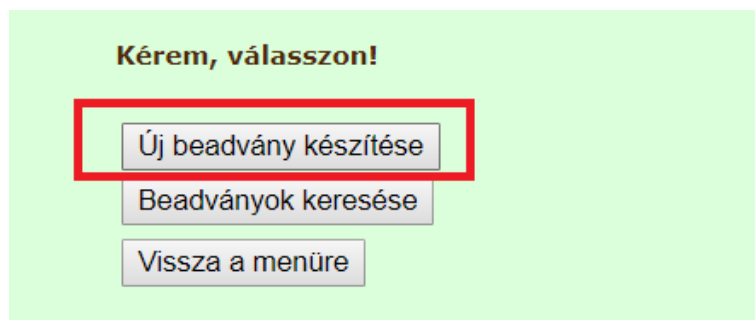 Kérem, válasszon!
Új beadvány készítése
Beadványok keresése
Vissza a menüre